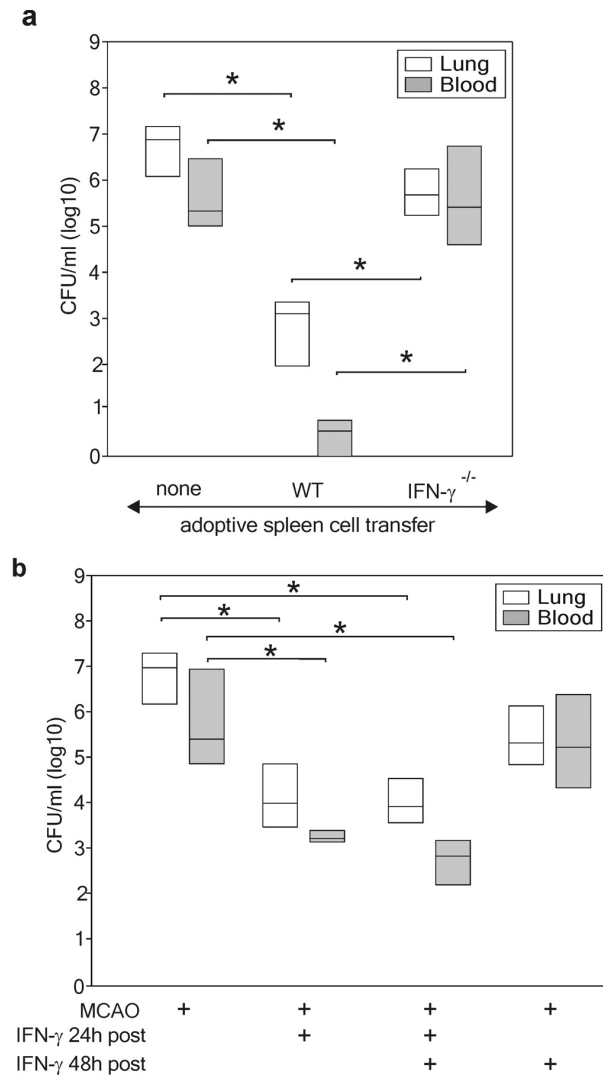 a
9
8
7
6
5
4
3
2
1
0
CFU/ml (log10)
Lung
Blood
*
*
*
*
none WT IFN-γ -/-
adoptive spleen cell transfer
b
9
8
7
6
5
4
3
2
1
0
CFU/ml (log10)
Lung
Blood
*
*
*
*
MCAO + + + +
IFN-γ 24h post + +
IFN-γ 48h post + +